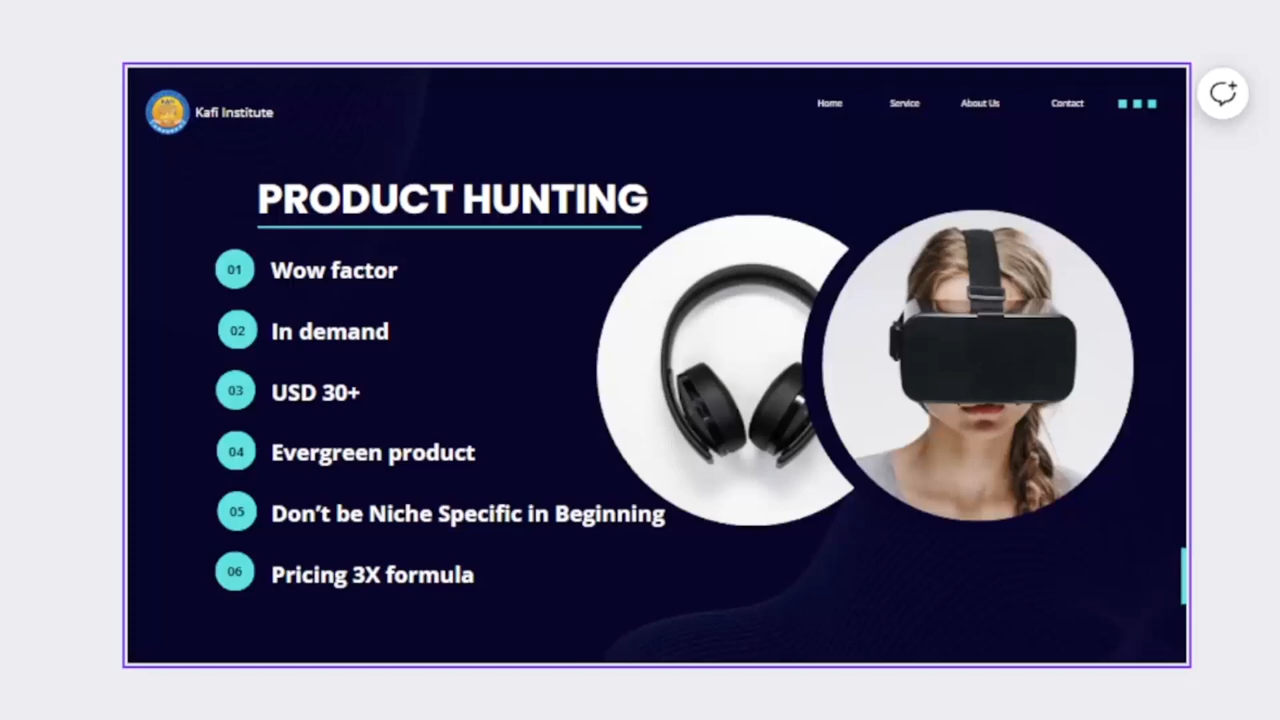 Kafi Institute
Home Service About Us Contact
PRODUCT HUNTING
01 Wow factor
02 In demand
03 USD 30+
04 Evergreen product
05 Don’t be Niche Specific in Beginning
06 Pricing 3X formula